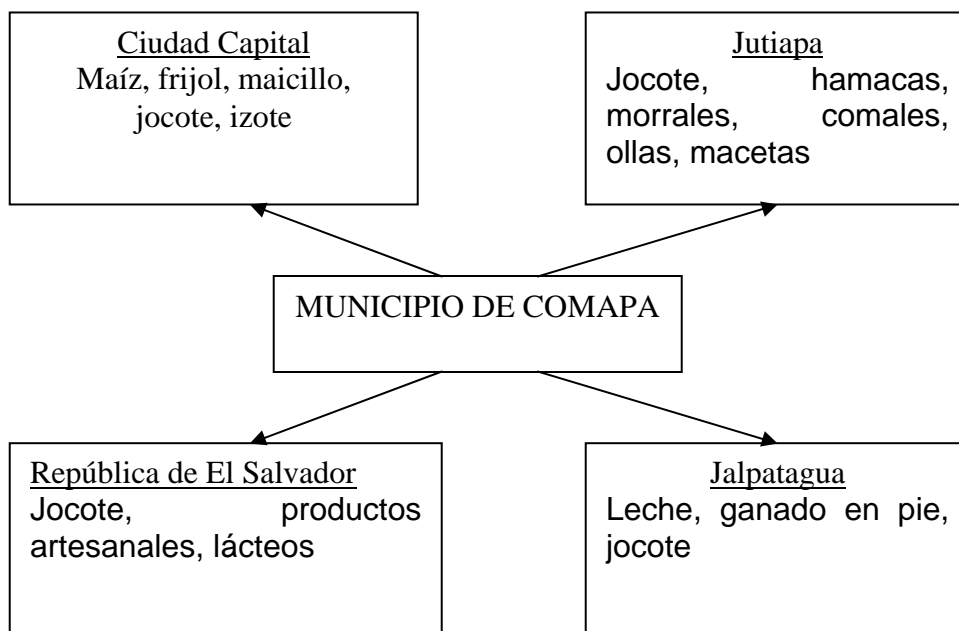 Ciudad Capital
Maíz, frijol, maicillo,
jocote, izote
Jutiapa
Jocote, hamacas,
morrales, comales,
ollas, macetas
MUNICIPIO DE COMAPA
República de El Salvador
Jocote, productos
artesanales, lácteos
Jalpatagua
Leche, ganado en pie,
jocote